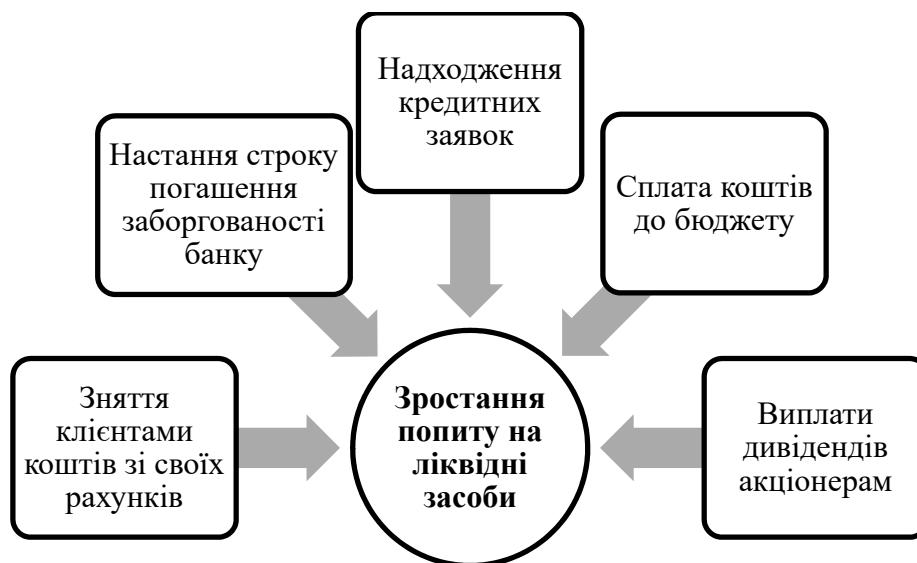 Надходження
кредитних
заявок
Настання строку
погашення
заборгованості
банку
Сплата коштів
до бюджету
Зняття
клієнтами
коштів зі своїх
рахунків
Зростання
попиту на
ліквідні
засоби
Виплати
дивідендів
акціонерам